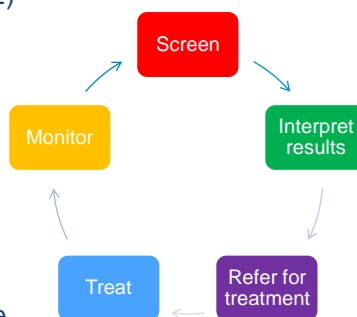 Screen
Interpret
results
Refer for
treatment
Treat
Monitor